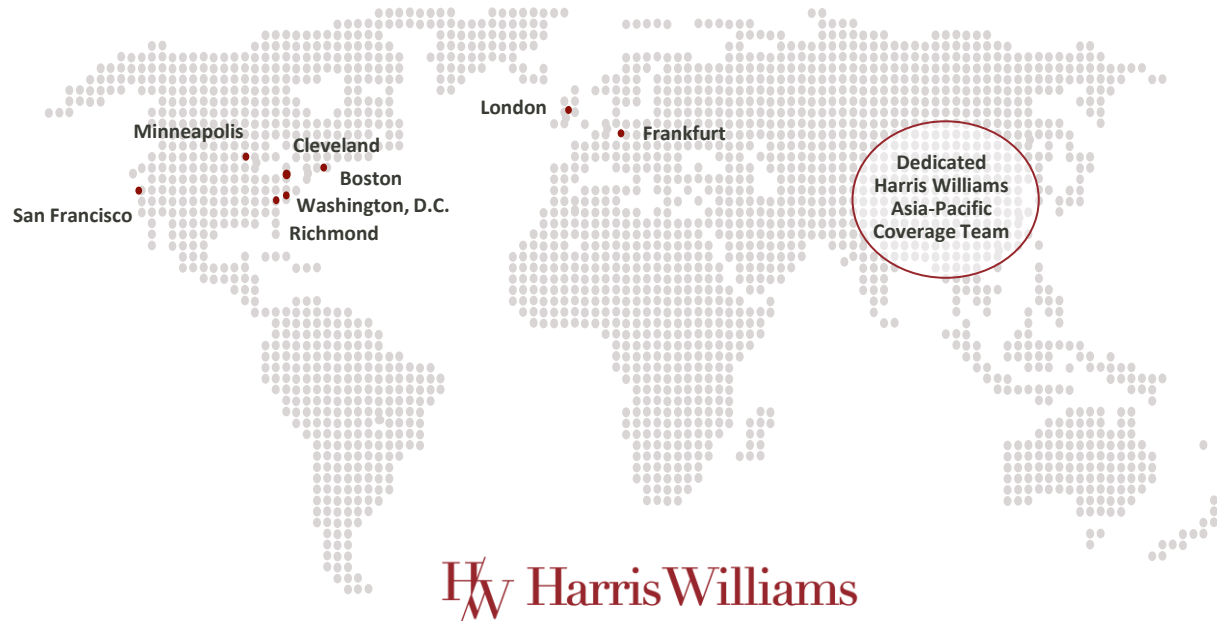 London
Minneapolis
Frankfurt
Cleveland
Boston
San Francisco
Washington, D.C.
Richmond
Dedicated
Harris Williams
Asia-Pacific
Coverage Team
HW Harris Williams